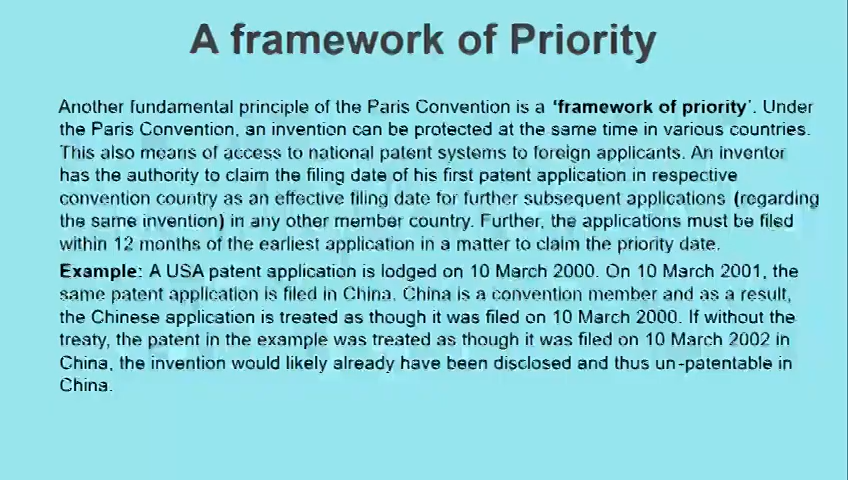 A framework of Priority
Another fundamental principle of the Paris Convention is a 'framework of priority'. Under
the Paris Convention, an invention can be protected at the same time in various countries.
This also means of access to national patent systems to foreign applicants. An inventor
has the authority to claim the filing date of his first patent application in respective
convention country as an effective filing date for further subsequent applications (regarding
the same invention) in any other member country. Further, the applications must be filed
within 12 months of the earliest application in a matter to claim the priority date.
Example: A USA patent application is lodged on 10 March 2000. On 10 March 2001, the
same patent application is filed in China. China is a convention member and as a result,
the Chinese application is treated as though it was filed on 10 March 2000. If without the
treaty, the patent in the example was treated as though it was filed on 10 March 2002 in
China, the invention would likely already have been disclosed and thus un-patentable in
China.